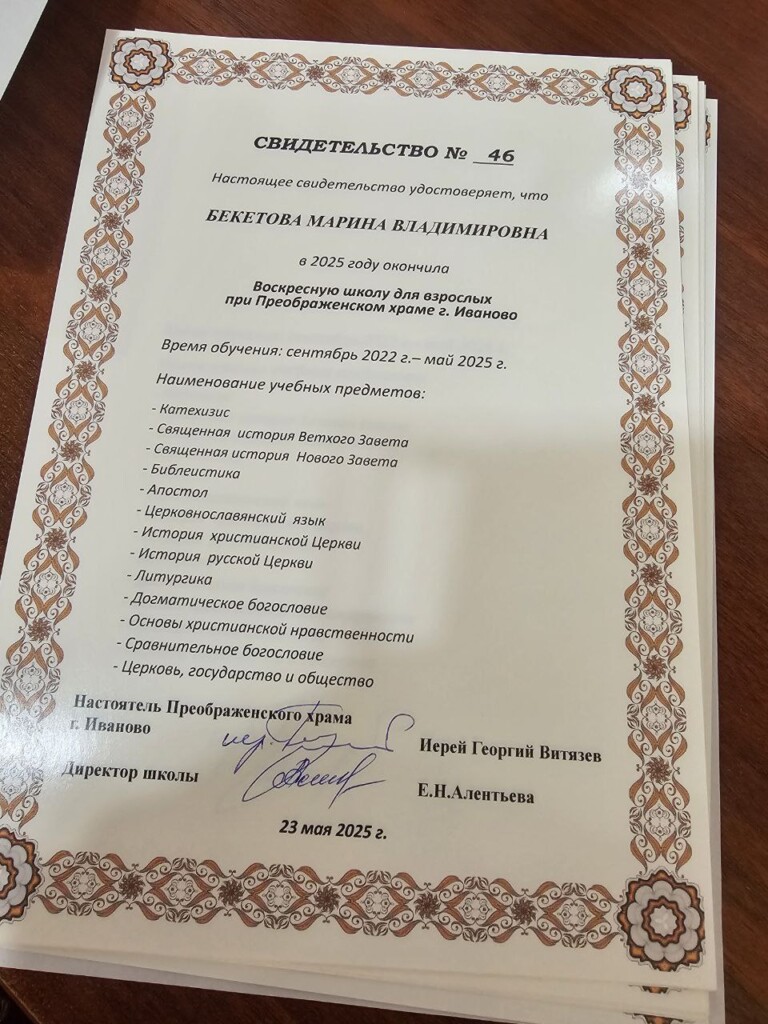 СВИДЕТЕЛЬСТВО № 46
Настоящее свидетельство удостоверяет, что
БЕКЕТОВА МАРИНА ВЛАДИМИРОВНА
в 2025 году окончила
Воскресную школу для взрослых
при Преображенском храме г. Иваново
Время обучения: сентябрь 2022 г.– май 2025 г.
Наименование учебных предметов:
- Катехизис
- Священная история Ветхого Завета
- Священная история Нового Завета
- Библеистика
- Апостол
- Церковнославянский язык
- История христианской Церкви
- История русской Церкви
- Литургика
- Догматическое богословие
- Основы христианской нравственности
- Сравнительное богословие
- Церковь, государство и общество
Настоятель Преображенского храма
г. Иваново
Иерей Георгий Витязев
Директор школы
Е.Н.Алентьева
23 мая 2025 г.